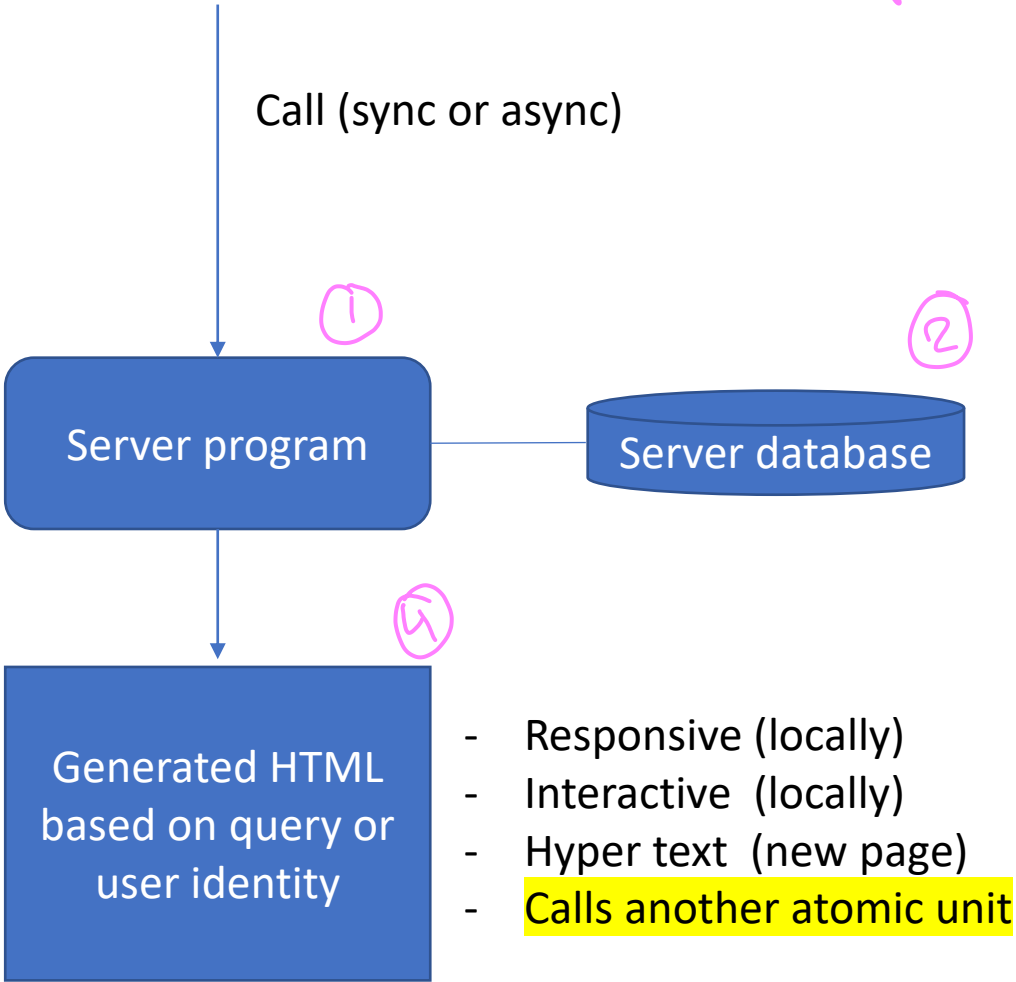 Call (sync or async)
1
2
Server program
Server database
4
Generated HTML
based on query or
user identity
- Responsive (locally)
- Interactive (locally)
- Hyper text (new page)
- Calls another atomic unit